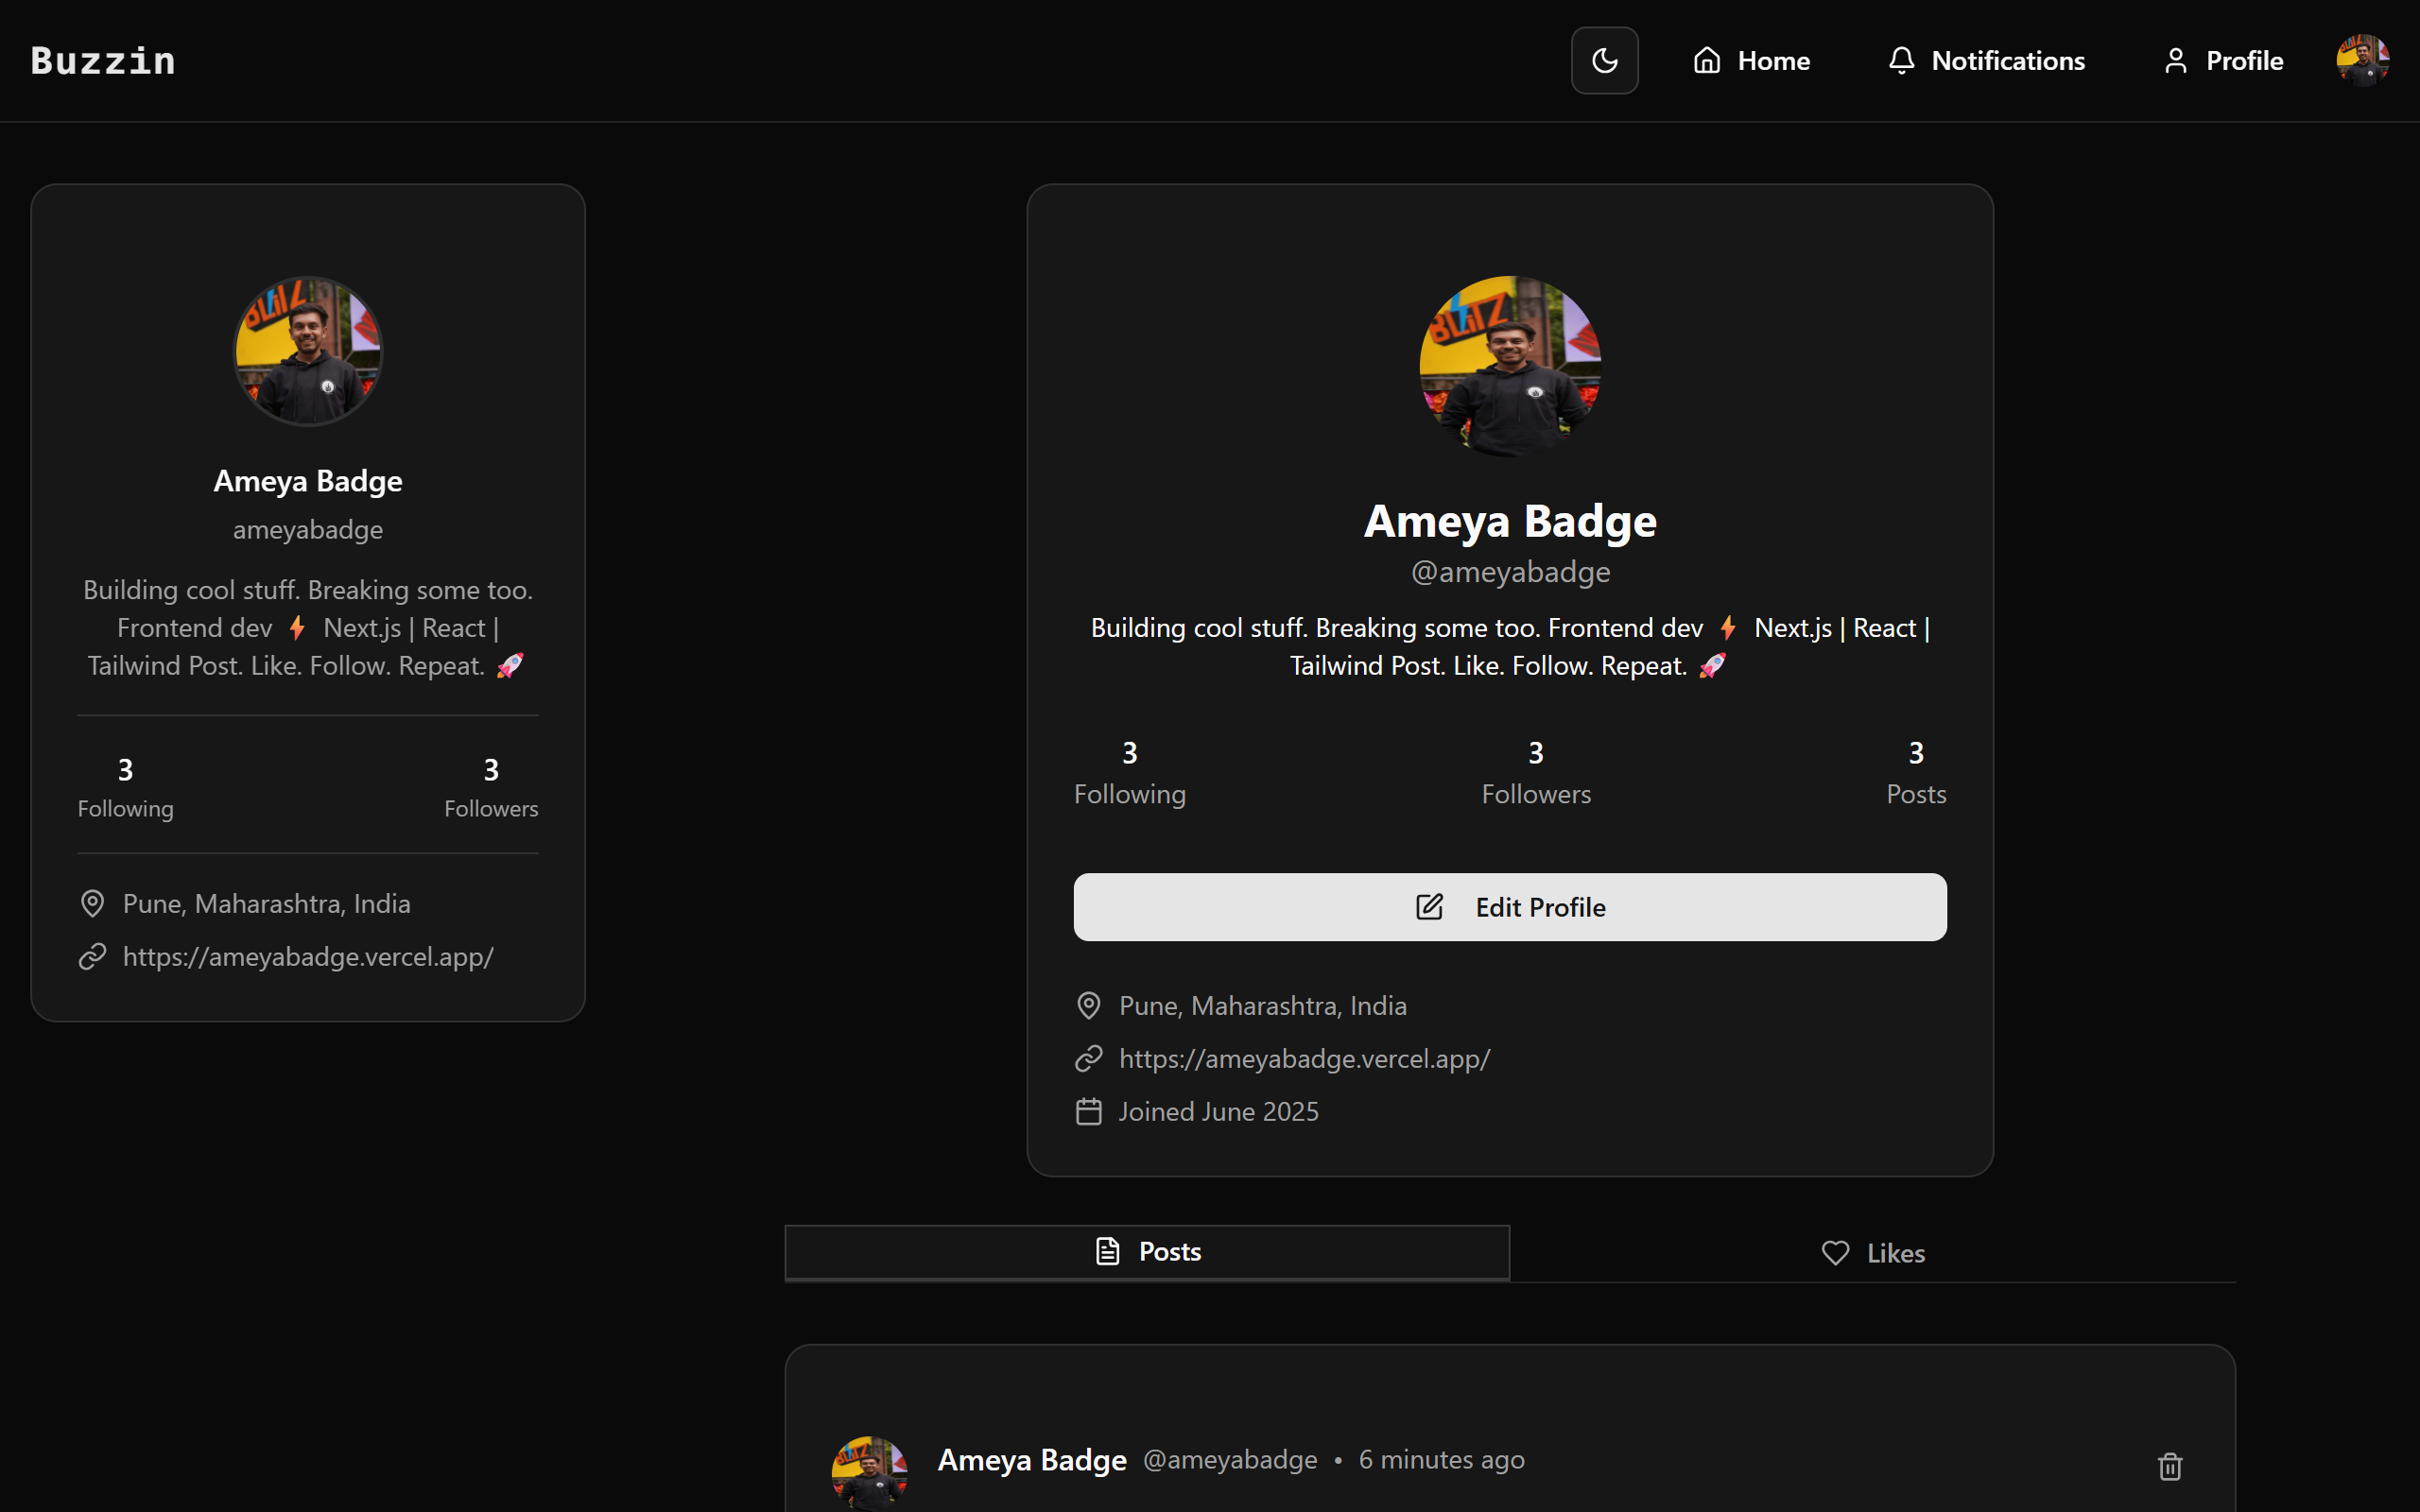 Buzzin
Home
Notifications
Profile
BLITZ
Ameya Badge
ameyabadge
Building cool stuff. Breaking some too.
Frontend dev ⚡ Next.js | React |
Tailwind Post. Like. Follow. Repeat. 🚀
3
Following
3
Followers
Pune, Maharashtra, India
https://ameyabadge.vercel.app/
BLITZ
Ameya Badge
@ameyabadge
Building cool stuff. Breaking some too. Frontend dev ⚡ Next.js | React |
Tailwind Post. Like. Follow. Repeat. 🚀
3
Following
3
Followers
3
Posts
Edit Profile
Pune, Maharashtra, India
https://ameyabadge.vercel.app/
Joined June 2025
Posts
Likes
BLITZ
Ameya Badge @ameyabadge • 6 minutes ago